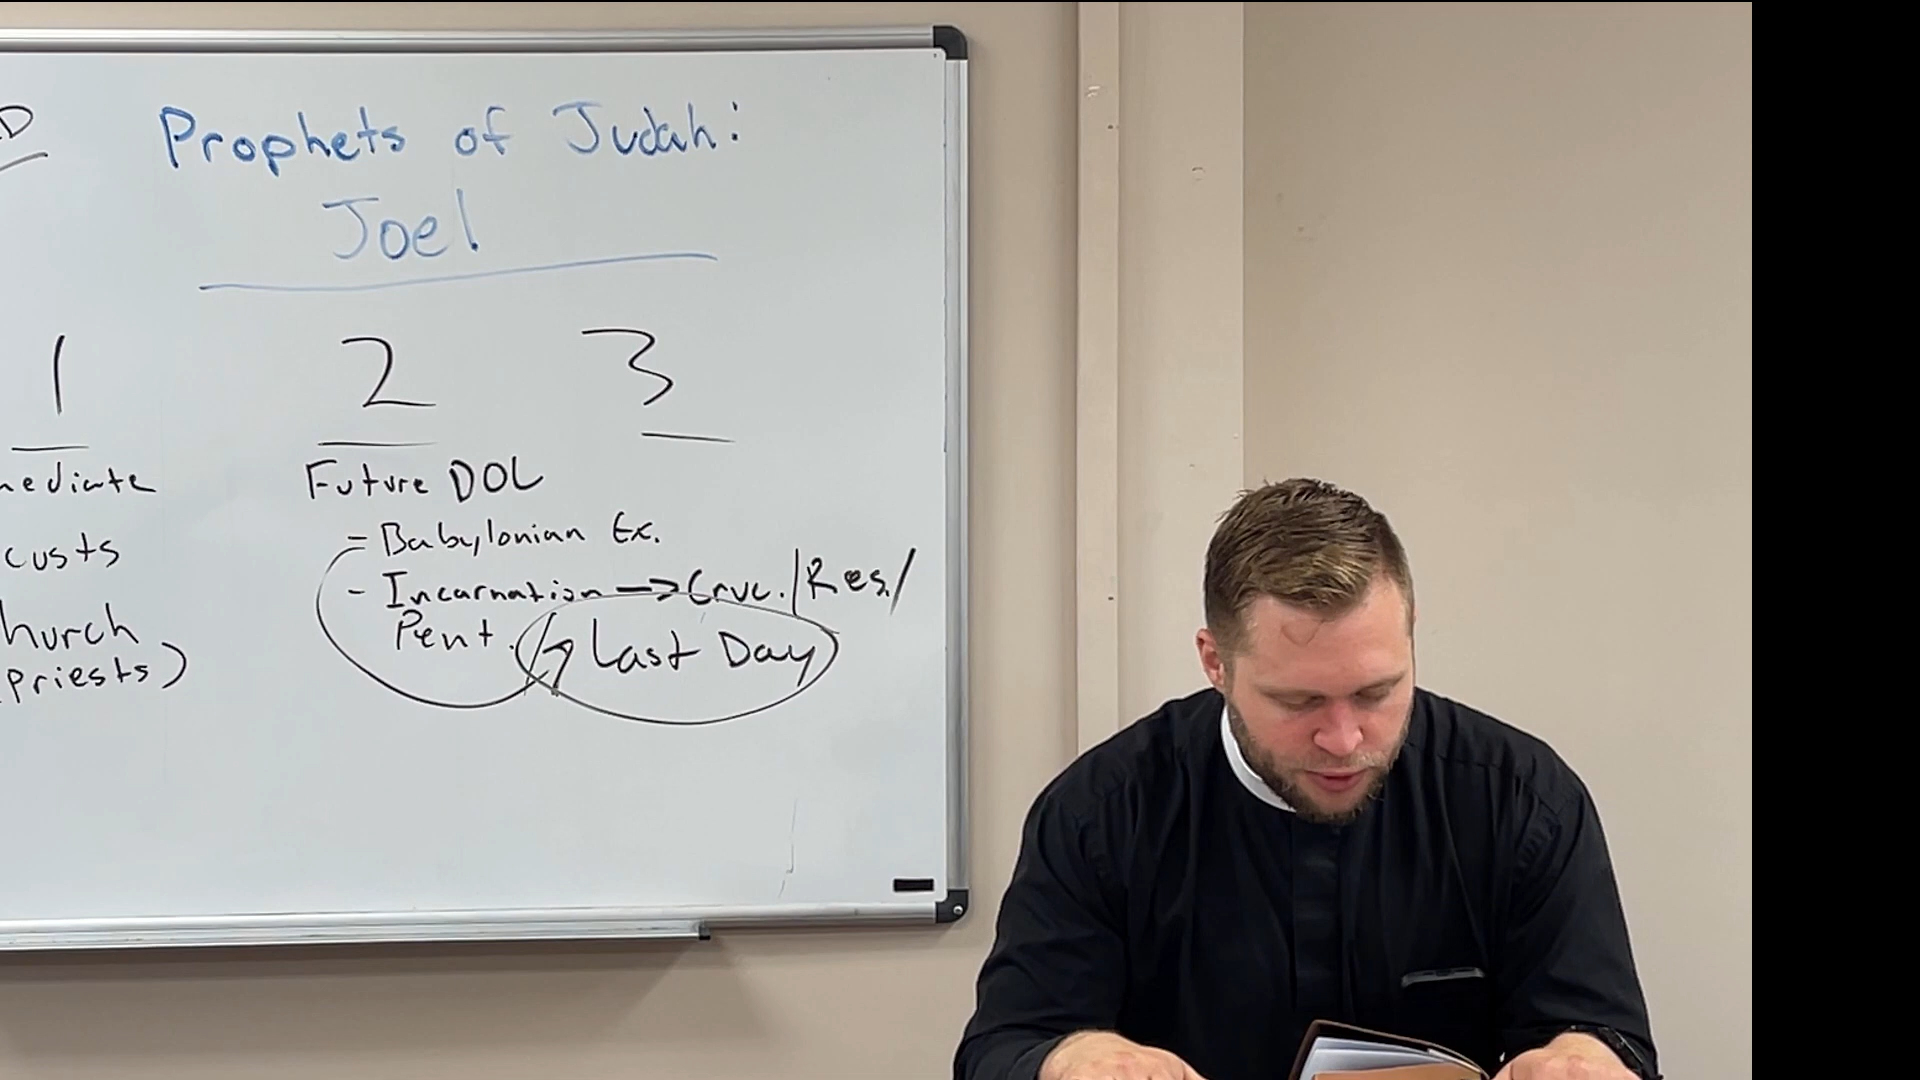 Prophets of Judah:
Joel
1 2 3
Future DOL
= Babylonian Ex.
- Incarnation → Cruc. / Res. /
Pent. / Last Day
mediate
custs
hurch
priests)